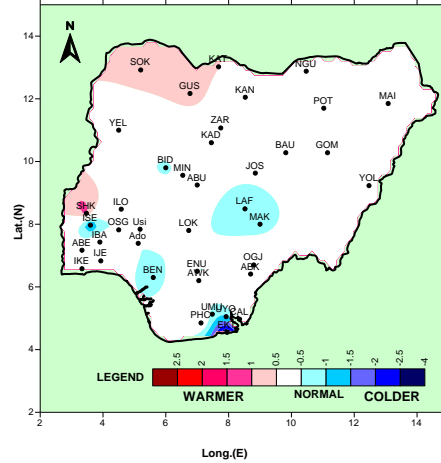 14
12
10
8
6
4
2
Lat.(N)
N
SOK
KAT
NGU
GUS
KAN
MAI
POT
ZAR
YEL
KAD
BAU
GOM
BID
MIN
JOS
ABU
YOL
SHK
ILO
LAF
ISE
MAK
OSG
Usi
LOK
IBA
Ado
ABE
IJE
IKE
OGJ
BEN
ENU
AWK
ABK
UMU
UYO
CAL
PHC
EKT
LEGEND
2.5
2
1.5
1
0.5
-0.5
-1
-1.5
-2
-2.5
-4
WARMER
NORMAL
COLDER
2
4
6
8
10
12
14
Long.(E)